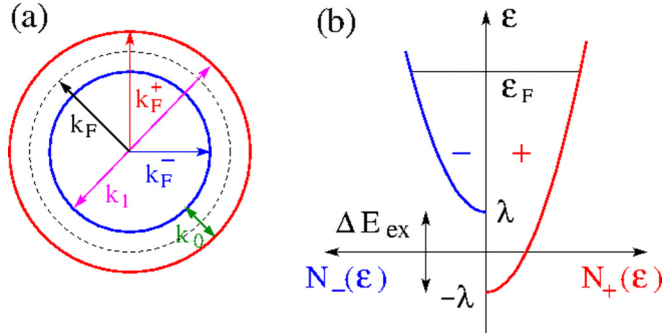 (a)
k_F
k_F^+
k_F^-
k_1
k_0
(b)
ε
ε_F
− +
λ
ΔE_ex
N_−(ε) N_+(ε)
−λ